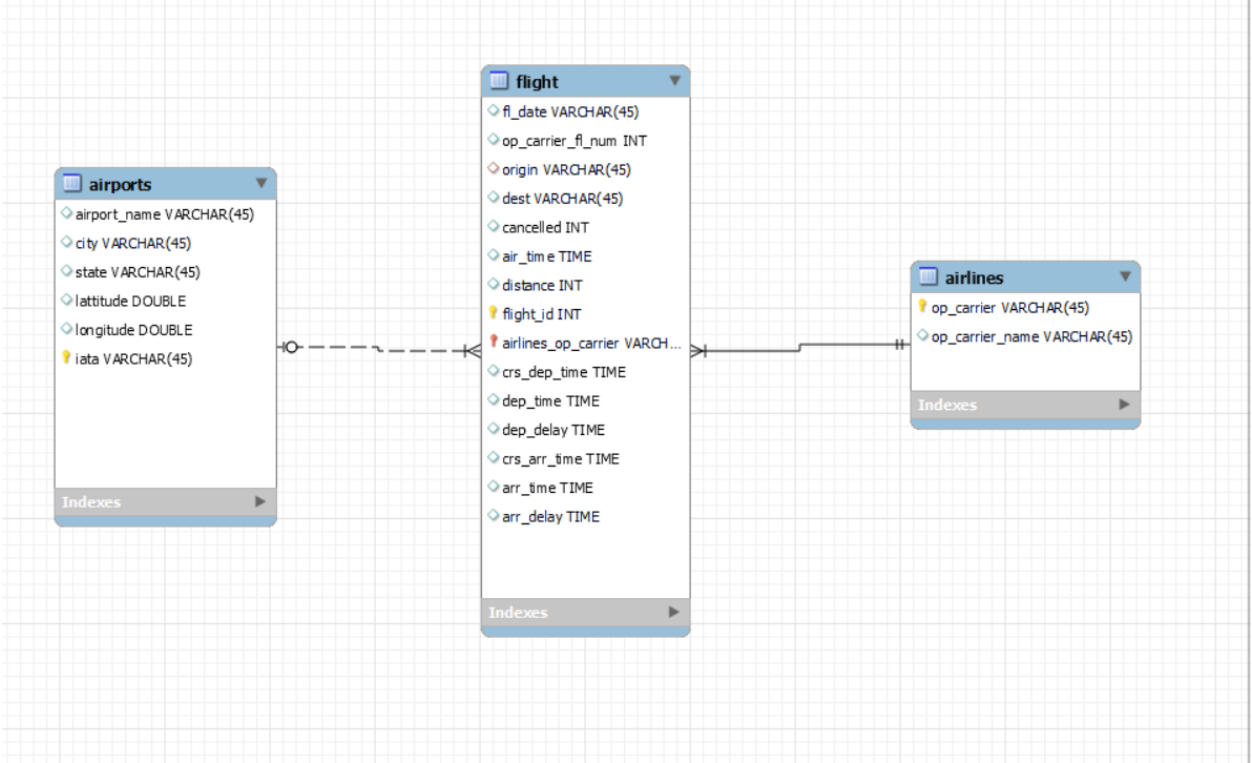 airports
airport_name VARCHAR(45)
city VARCHAR(45)
state VARCHAR(45)
lattitude DOUBLE
longitude DOUBLE
iata VARCHAR(45)
Indexes
flight
fl_date VARCHAR(45)
op_carrier_fl_num INT
origin VARCHAR(45)
dest VARCHAR(45)
cancelled INT
air_time TIME
distance INT
flight_id INT
airlines_op_carrier VARCH...
crs_dep_time TIME
dep_time TIME
dep_delay TIME
crs_arr_time TIME
arr_time TIME
arr_delay TIME
Indexes
airlines
op_carrier VARCHAR(45)
op_carrier_name VARCHAR(45)
Indexes